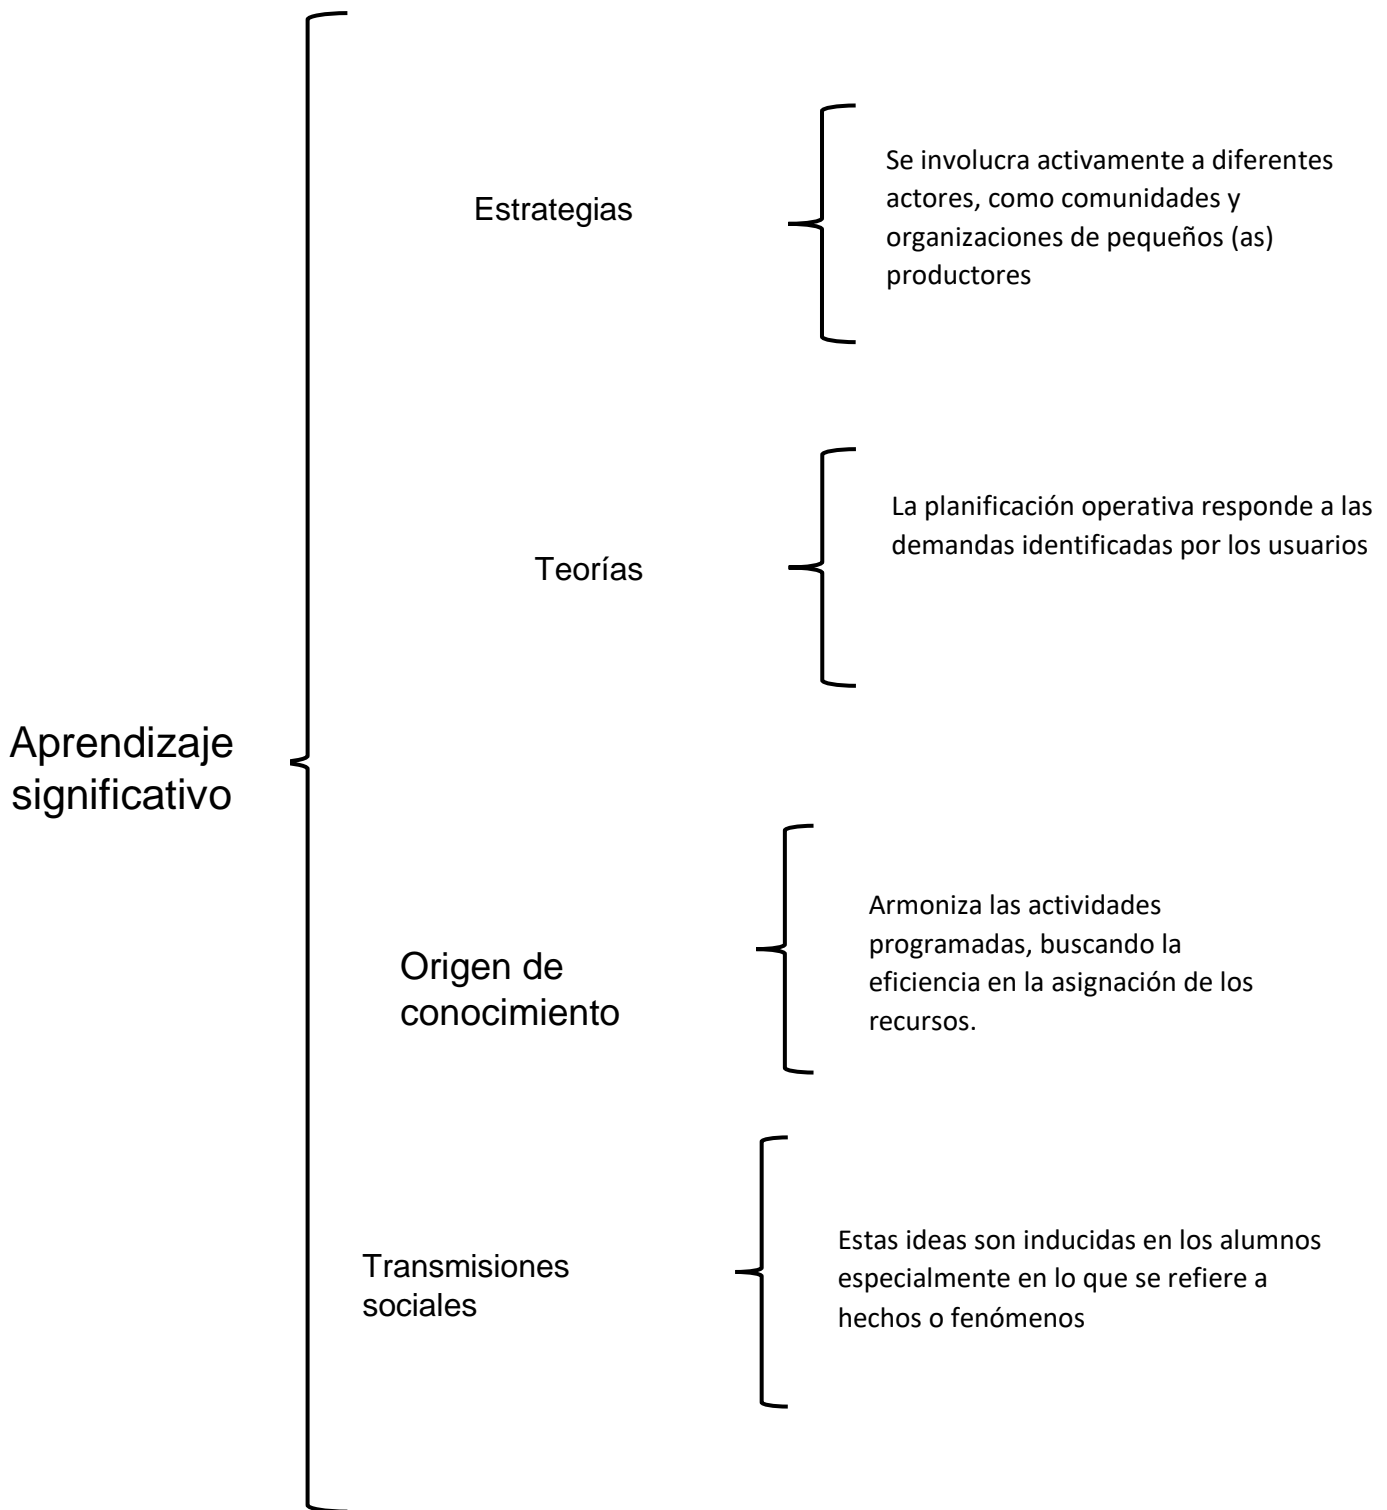 Estrategias
Se involucra activamente a diferentes
actores, como comunidades y
organizaciones de pequeños (as)
productores
Teorías
La planificación operativa responde a las
demandas identificadas por los usuarios
Aprendizaje
significativo
Origen de
conocimiento
Armoniza las actividades
programadas, buscando la
eficiencia en la asignación de los
recursos.
Transmisiones
sociales
Estas ideas son inducidas en los alumnos
especialmente en lo que se refiere a
hechos o fenómenos